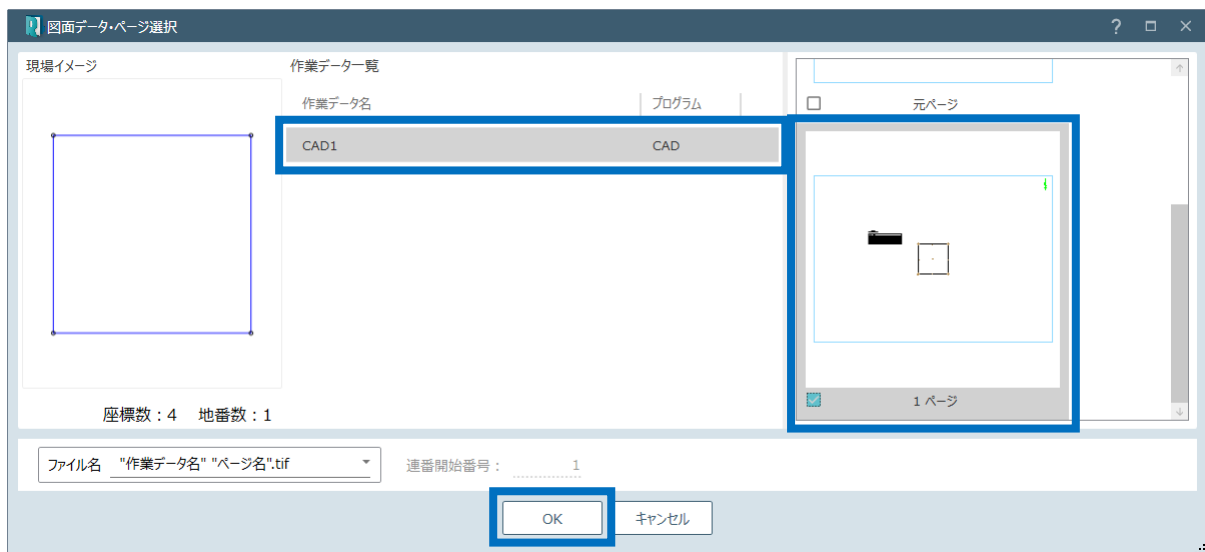 図面データ・ページ選択
現場イメージ
作業データ一覧
作業データ名 プログラム
元ページ
CAD1 CAD
1 ページ
座標数：4 地番数：1
ファイル名 "作業データ名" "ページ名".tif 連番開始番号： 1
OK キャンセル